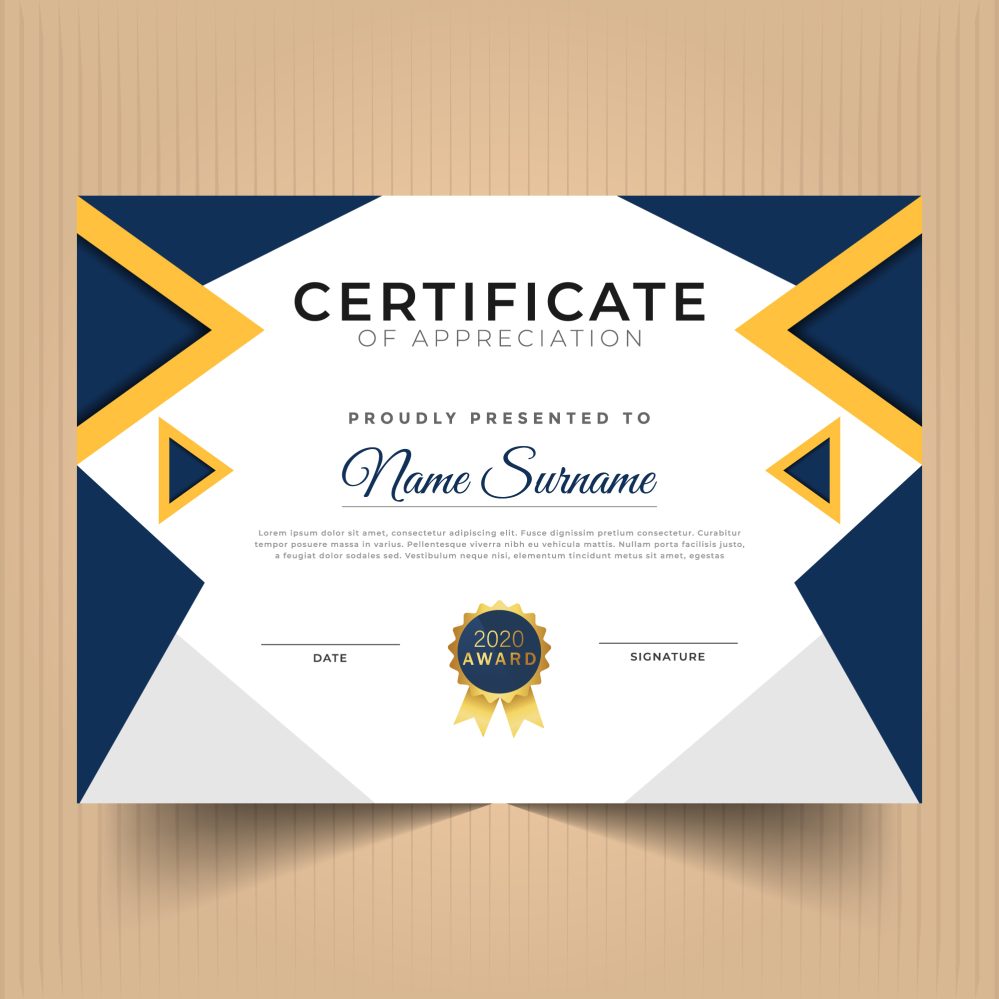 CERTIFICATE
OF APPRECIATION
PROUDLY PRESENTED TO
Name Surname
Lorem ipsum dolor sit amet, consectetur adipiscing elit. Fusce dignissim pretium consectetur. Curabitur
tempor posuere massa in varius. Pellentesque viverra nibh eu vehicula mattis. Nullam porta facilisis justo,
a feugiat dolor sodales sed. Vestibulum neque nisi, elementum tincidunt metus sit amet, egestas
2020
AWARD
DATE
SIGNATURE